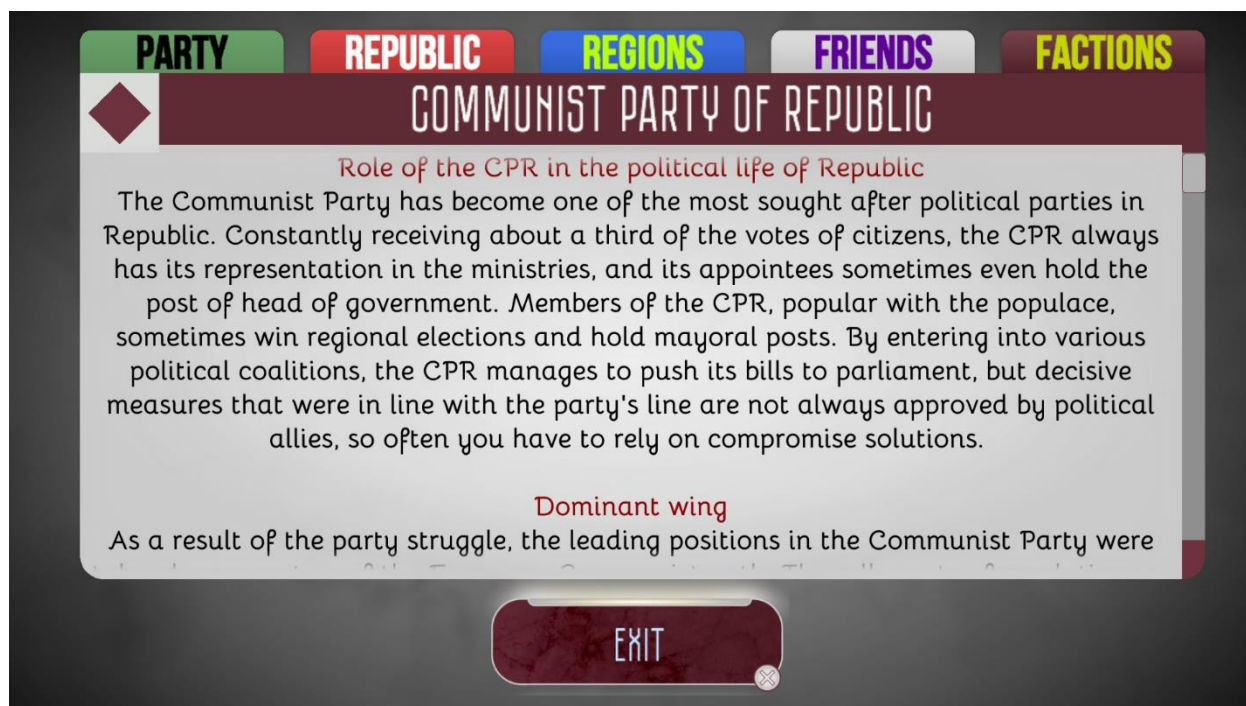 PARTY REPUBLIC REGIONS FRIENDS FACTIONS
COMMUNIST PARTY OF REPUBLIC
Role of the CPR in the political life of Republic
The Communist Party has become one of the most sought after political parties in
Republic. Constantly receiving about a third of the votes of citizens, the CPR always
has its representation in the ministries, and its appointees sometimes even hold the
post of head of government. Members of the CPR, popular with the populace,
sometimes win regional elections and hold mayoral posts. By entering into various
political coalitions, the CPR manages to push its bills to parliament, but decisive
measures that were in line with the party's line are not always approved by political
allies, so often you have to rely on compromise solutions.
Dominant wing
As a result of the party struggle, the leading positions in the Communist Party were
EXIT